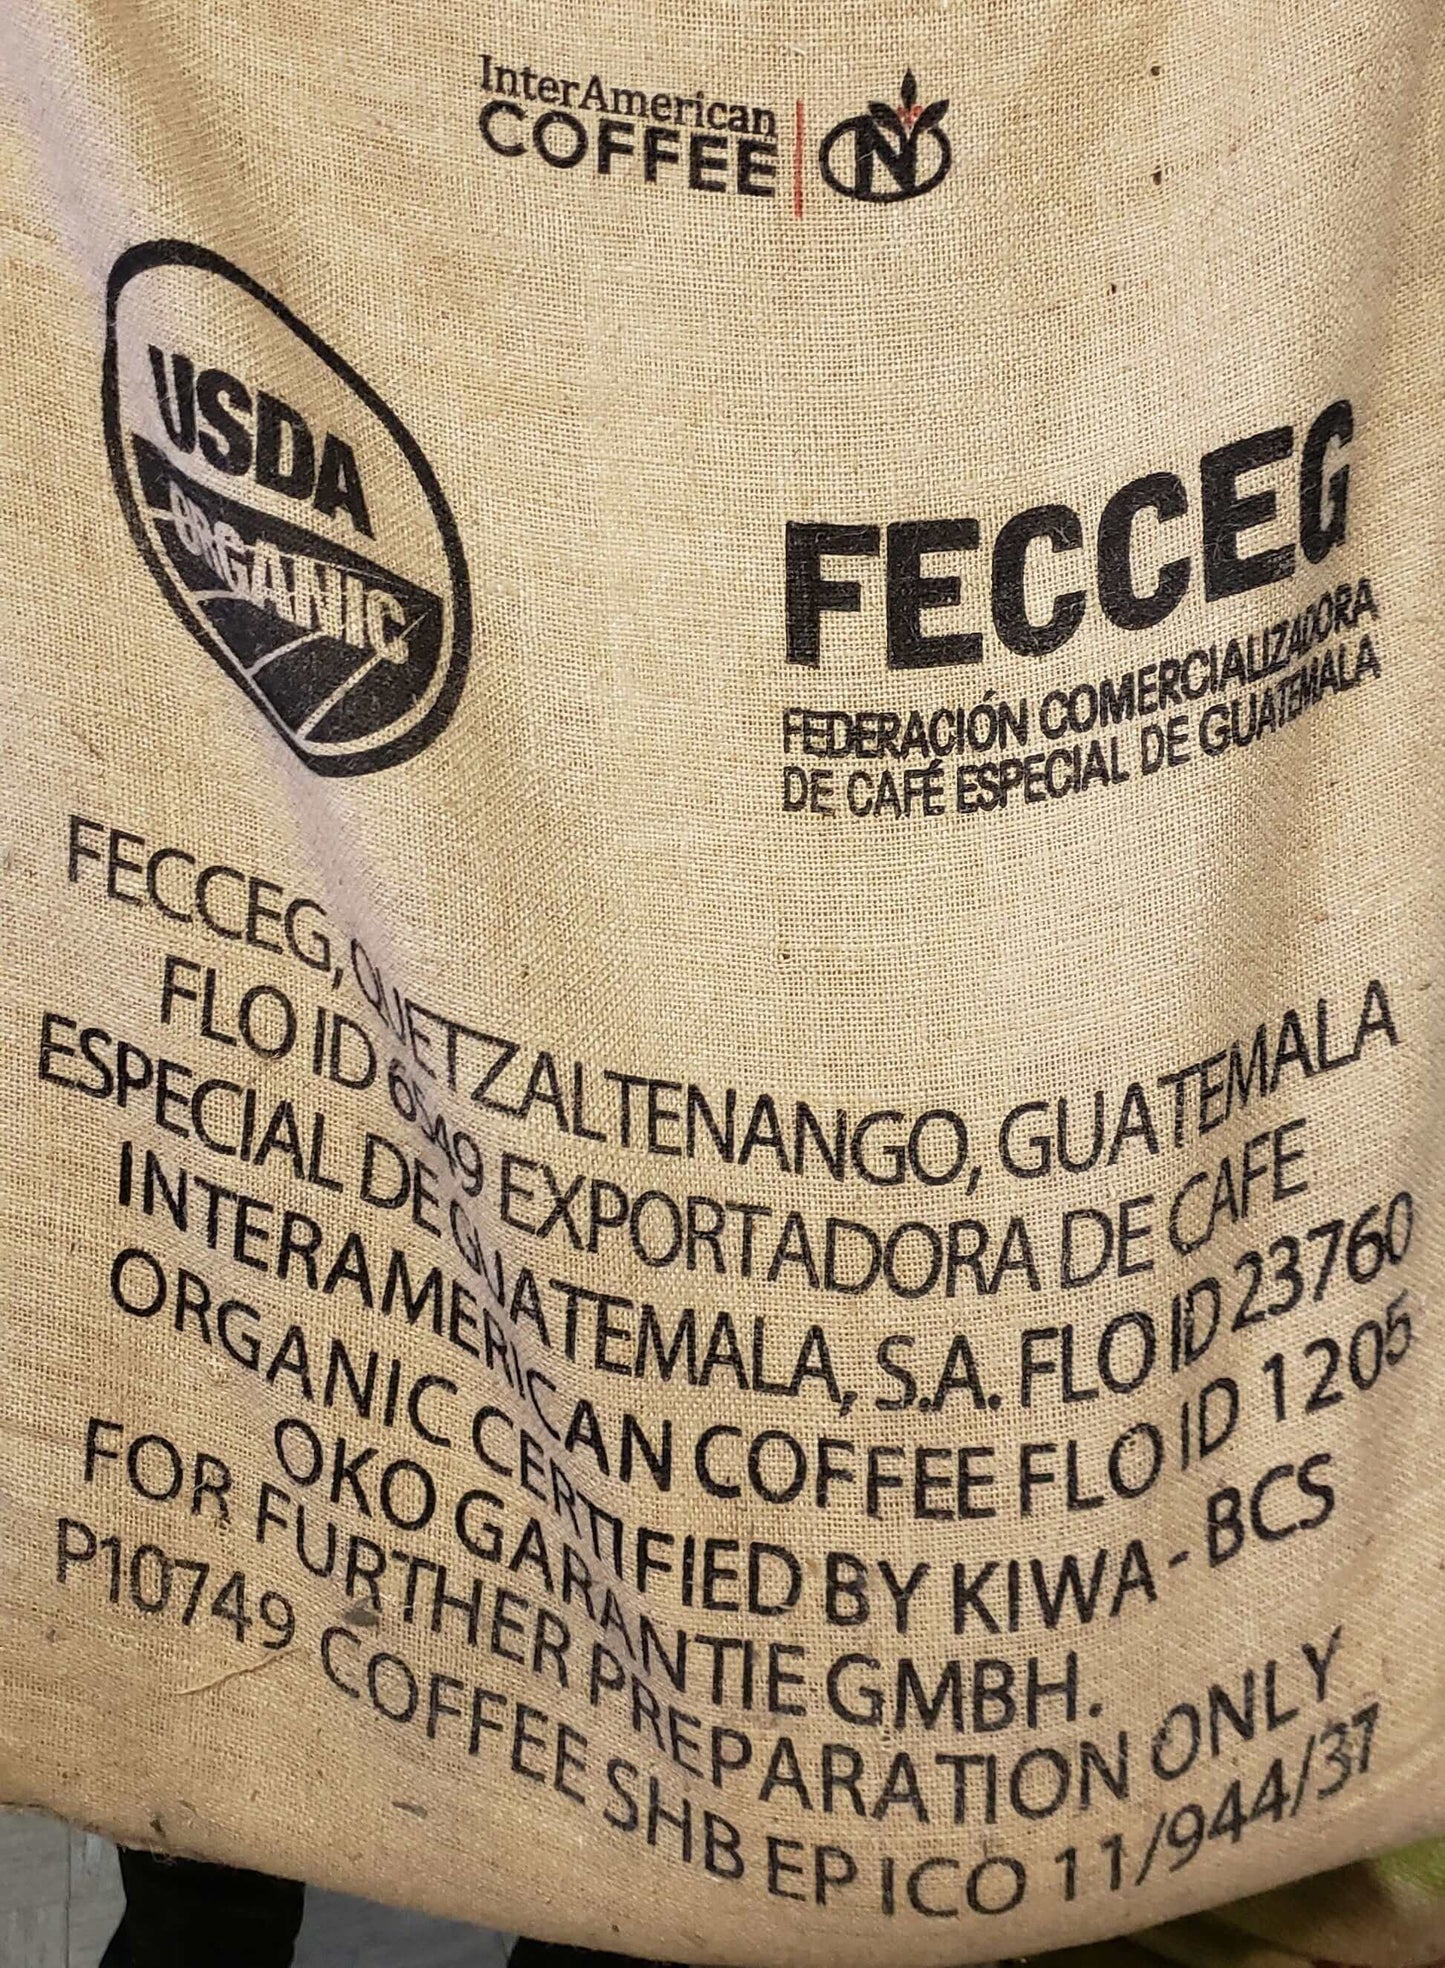 InterAmerican
COFFEE
N
USDA
ORGANIC
FECCEG
FEDERACIÓN COMERCIALIZADORA
DE CAFÉ ESPECIAL DE GUATEMALA
FECCEG, QUETZALTENANGO, GUATEMALA
FLO ID 6549 EXPORTADORA DE CAFE
ESPECIAL DE GUATEMALA, S.A. FLO ID 23760
INTERAMERICAN COFFEE FLO ID 1205
ORGANIC CERTIFIED BY KIWA - BCS
OKO GARANTIE GMBH.
FOR FURTHER PREPARATION ONLY
P10749 COFFEE SHB EP ICO 11/944/37